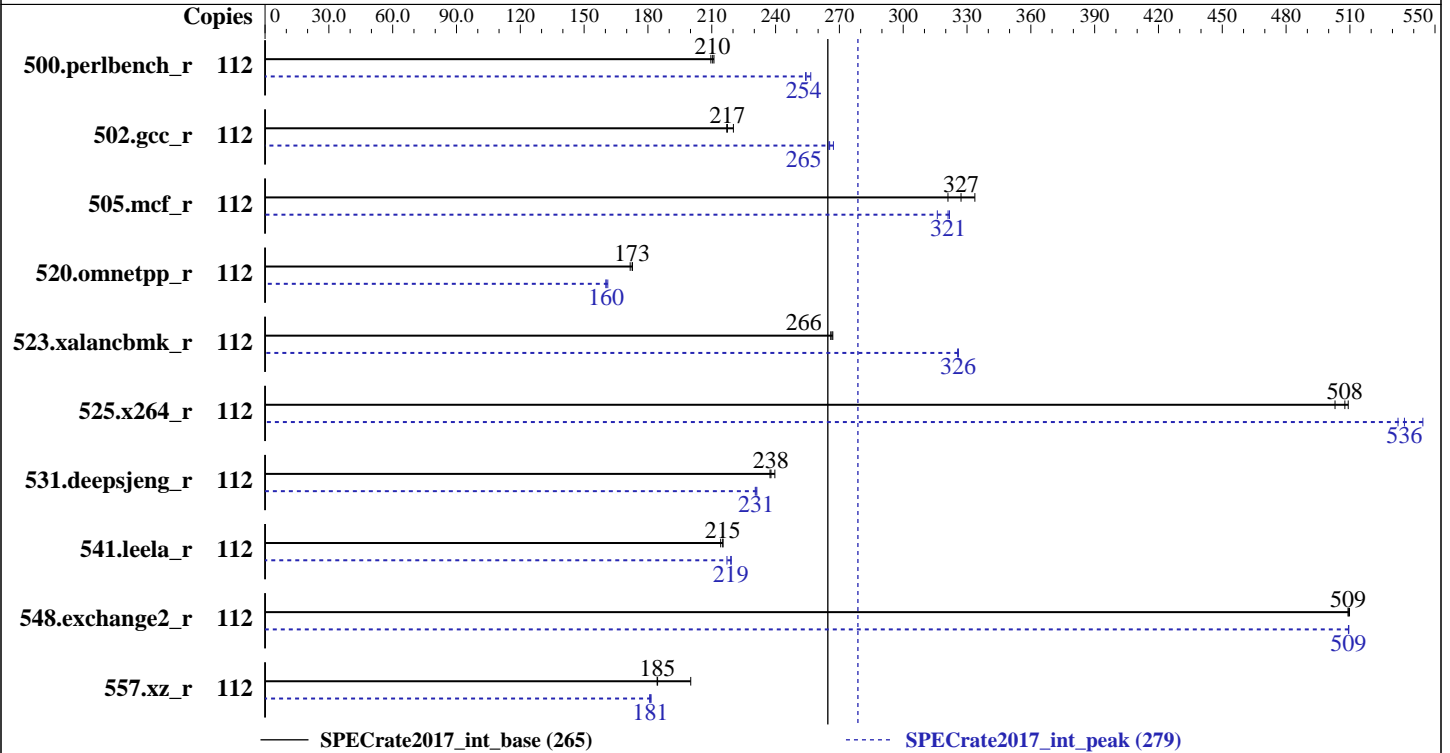 Copies 0 30.0 60.0 90.0 120 150 180 210 240 270 300 330 360 390 420 450 480 510 550
210
500.perlbench_r 112
254
217
502.gcc_r 112
265
327
505.mcf_r 112
321
173
520.omnetpp_r 112
160
266
523.xalancbmk_r 112
326
508
525.x264_r 112
536
238
531.deepsjeng_r 112
231
215
541.leela_r 112
219
509
548.exchange2_r 112
509
185
557.xz_r 112
181
SPECrate2017_int_base (265) SPECrate2017_int_peak (279)